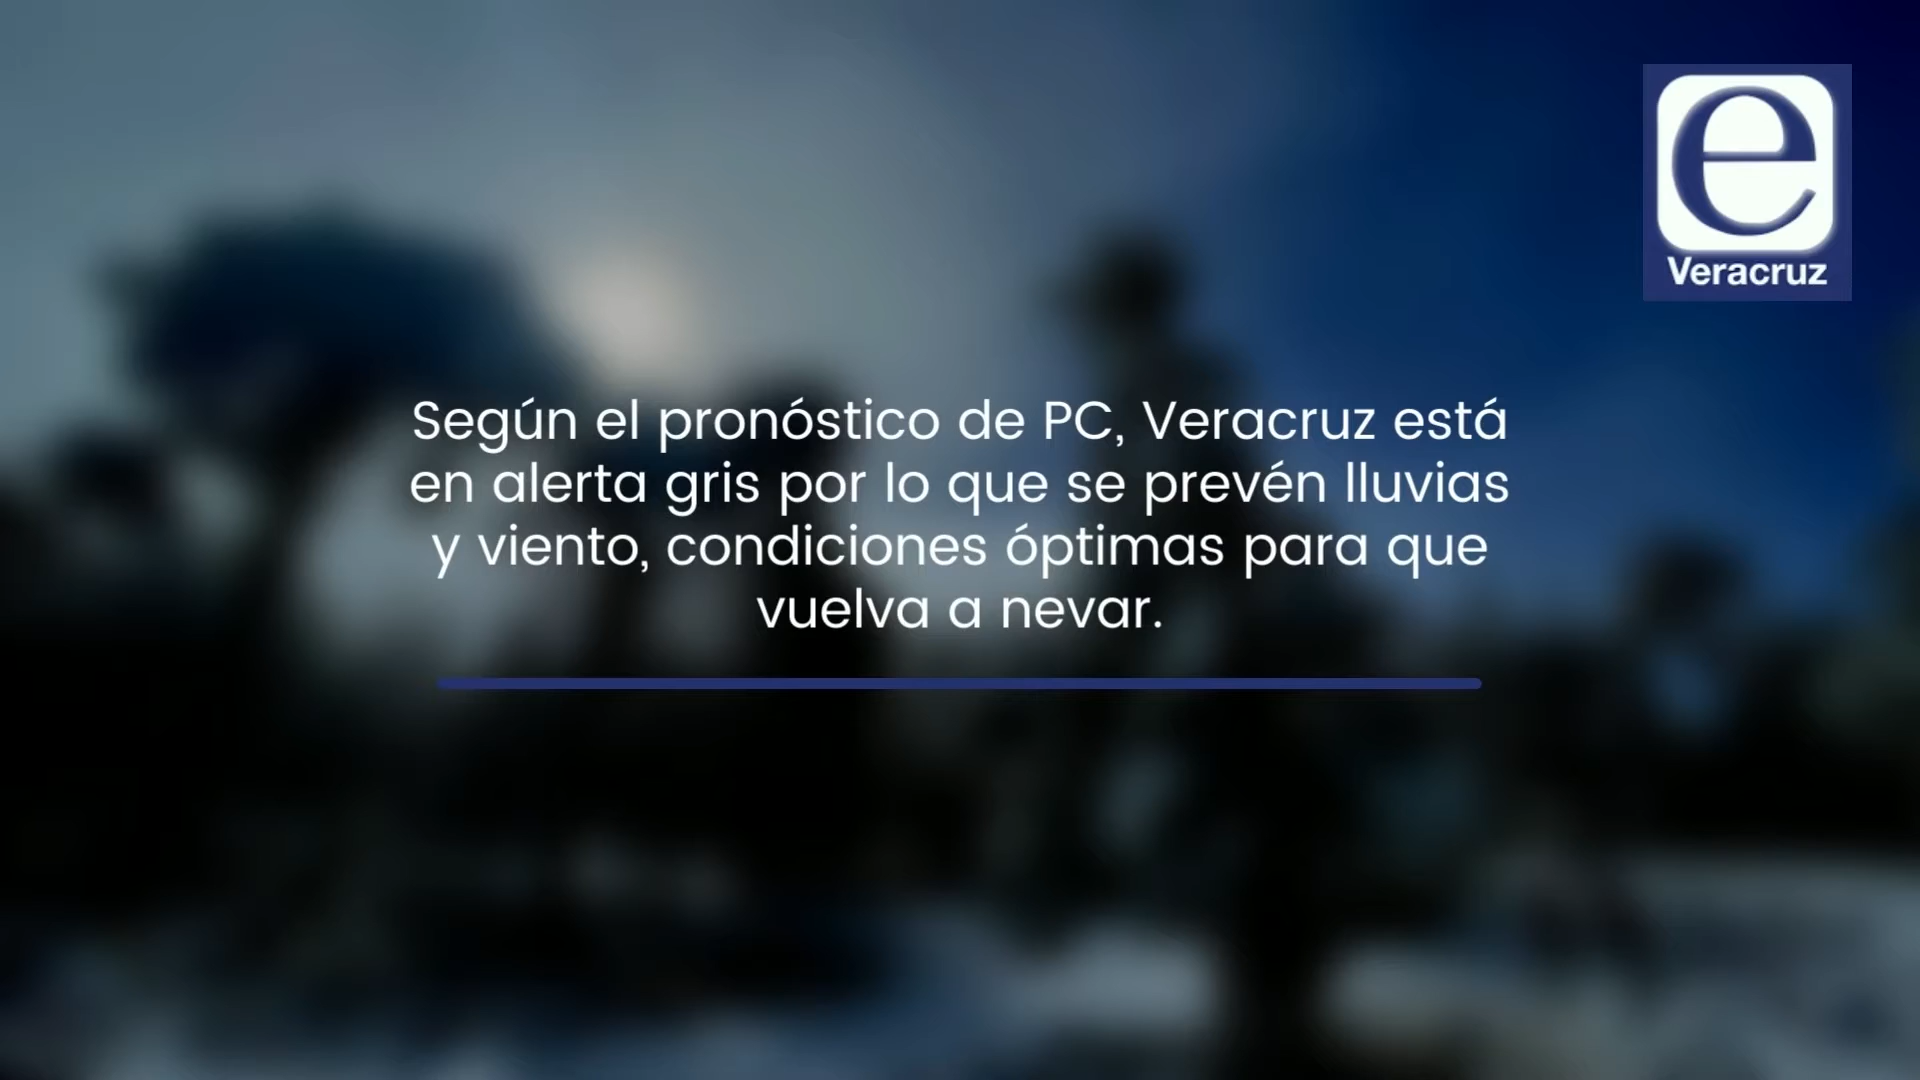 e
Veracruz
Según el pronóstico de PC, Veracruz está
en alerta gris por lo que se prevén lluvias
y viento, condiciones óptimas para que
vuelva a nevar.